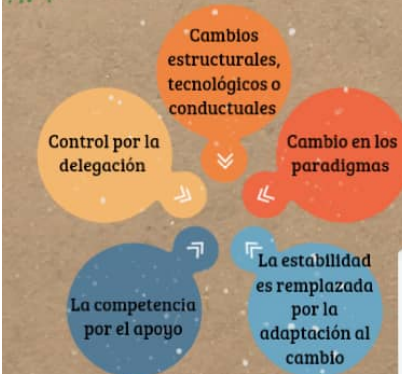 Cambios
estructurales,
tecnológicos o
conductuales
Control por la
delegación
Cambio en los
paradigmas
La competencia
por el apoyo
La estabilidad
es remplazada
por la
adaptación al
cambio